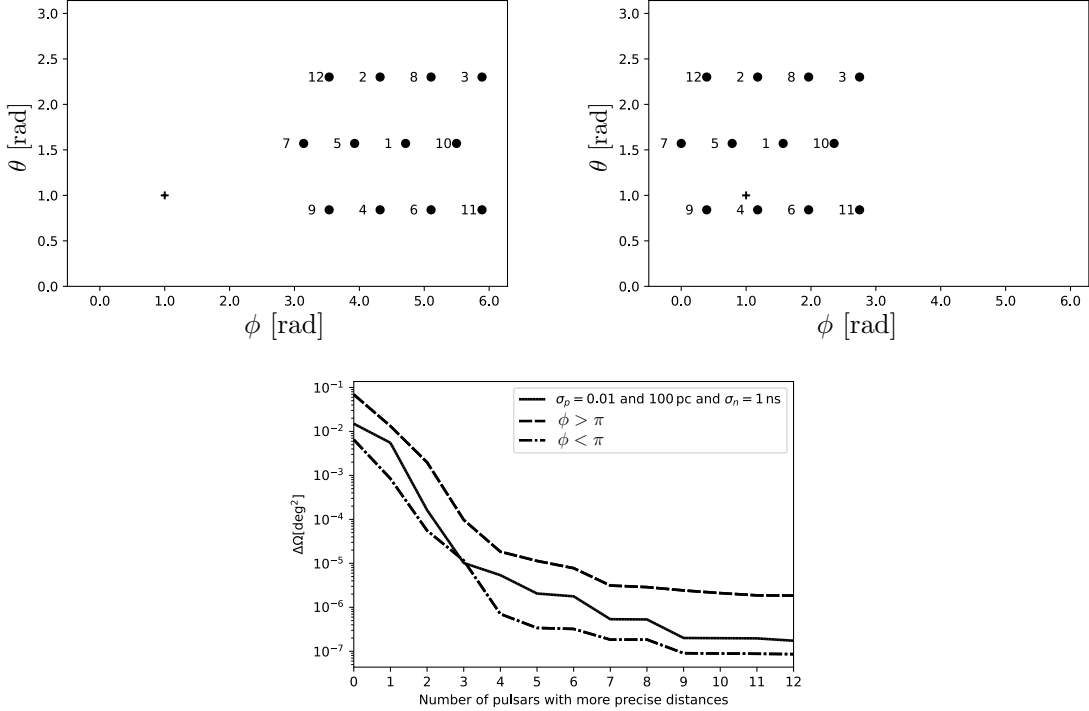 3.0
2.5
2.0
1.5
1.0
0.5
0.0
θ [rad]
12 2 8 3
7 5 1 10
9 4 6 11
0.0 1.0 2.0 3.0 4.0 5.0 6.0
ϕ [rad]
3.0
2.5
2.0
1.5
1.0
0.5
0.0
θ [rad]
12 2 8 3
7 5 1 10
9 4 6 11
0.0 1.0 2.0 3.0 4.0 5.0 6.0
ϕ [rad]
10⁻¹
10⁻²
10⁻³
10⁻⁴
10⁻⁵
10⁻⁶
10⁻⁷
ΔΩ[deg²]
σₚ = 0.01 and 100 pc and σₙ = 1 ns
ϕ > π
ϕ < π
0 1 2 3 4 5 6 7 8 9 10 11 12
Number of pulsars with more precise distances